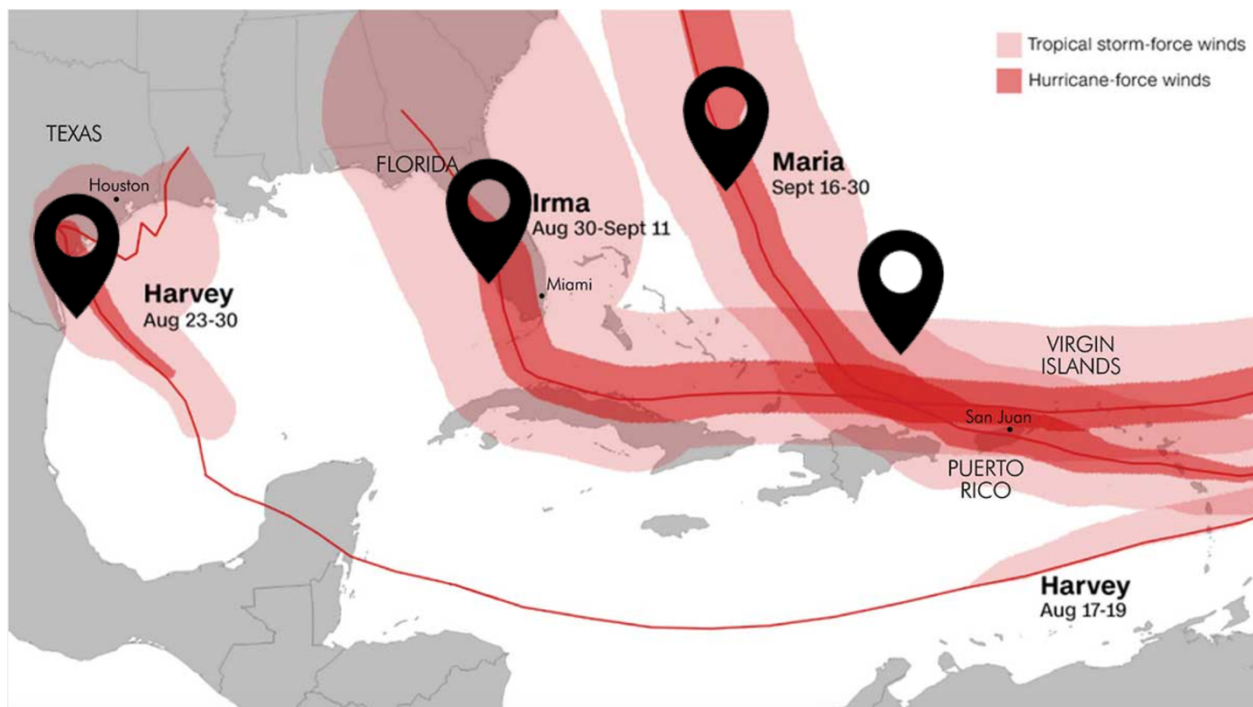 Tropical storm-force winds
Hurricane-force winds
TEXAS
Houston
FLORIDA
Maria
Sept 16-30
Irma
Aug 30-Sept 11
Harvey
Aug 23-30
Miami
VIRGIN
ISLANDS
San Juan
PUERTO
RICO
Harvey
Aug 17-19